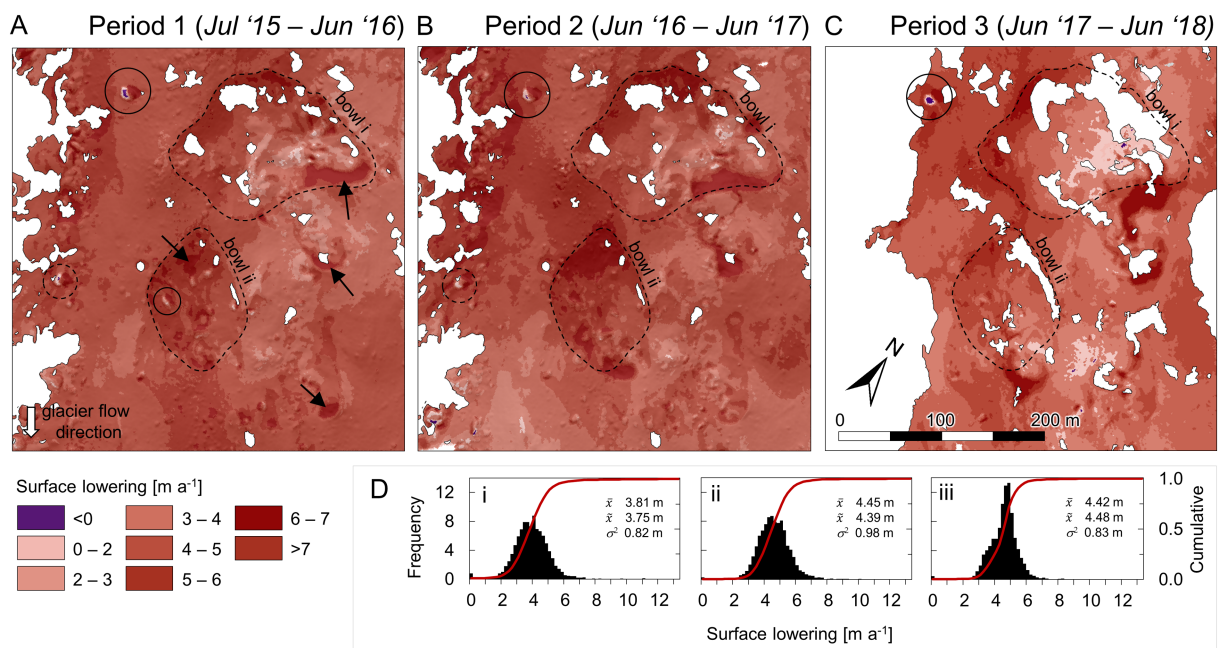 A Period 1 (Jul ‘15 – Jun ‘16)
B Period 2 (Jun ‘16 – Jun ‘17)
C Period 3 (Jun ‘17 – Jun ‘18)
bowl i
bowl ii
glacier flow
direction
bowl i
bowl ii
bowl i
bowl ii
N
0 100 200 m
Surface lowering [m a⁻¹]
<0 3 – 4 6 – 7
0 – 2 4 – 5 >7
2 – 3 5 – 6
D
Frequency
12
8
4
0
i
x̄ 3.81 m
x̃ 3.75 m
σ² 0.82 m
0 2 4 6 8 10 12
ii
x̄ 4.45 m
x̃ 4.39 m
σ² 0.98 m
0 2 4 6 8 10 12
iii
x̄ 4.42 m
x̃ 4.48 m
σ² 0.83 m
0 2 4 6 8 10 12
1.0
0.5
0.0
Cumulative
Surface lowering [m a⁻¹]